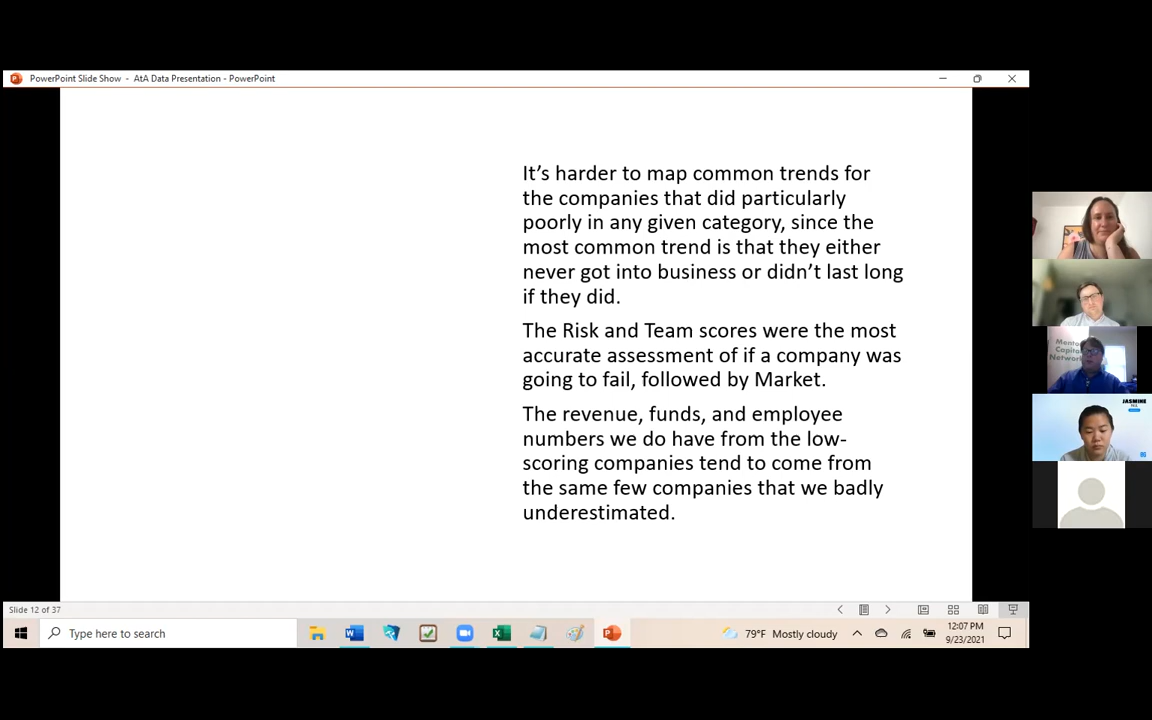 PowerPoint Slide Show - AtA Data Presentation - PowerPoint
It's harder to map common trends for
the companies that did particularly
poorly in any given category, since the
most common trend is that they either
never got into business or didn't last long
if they did.
The Risk and Team scores were the most
accurate assessment of if a company was
going to fail, followed by Market.
The revenue, funds, and employee
numbers we do have from the low-
scoring companies tend to come from
the same few companies that we badly
underestimated.
Mento
Capital
Network
JASMINE
Slide 12 of 37
Type here to search
79°F Mostly cloudy
12:07 PM
9/23/2021